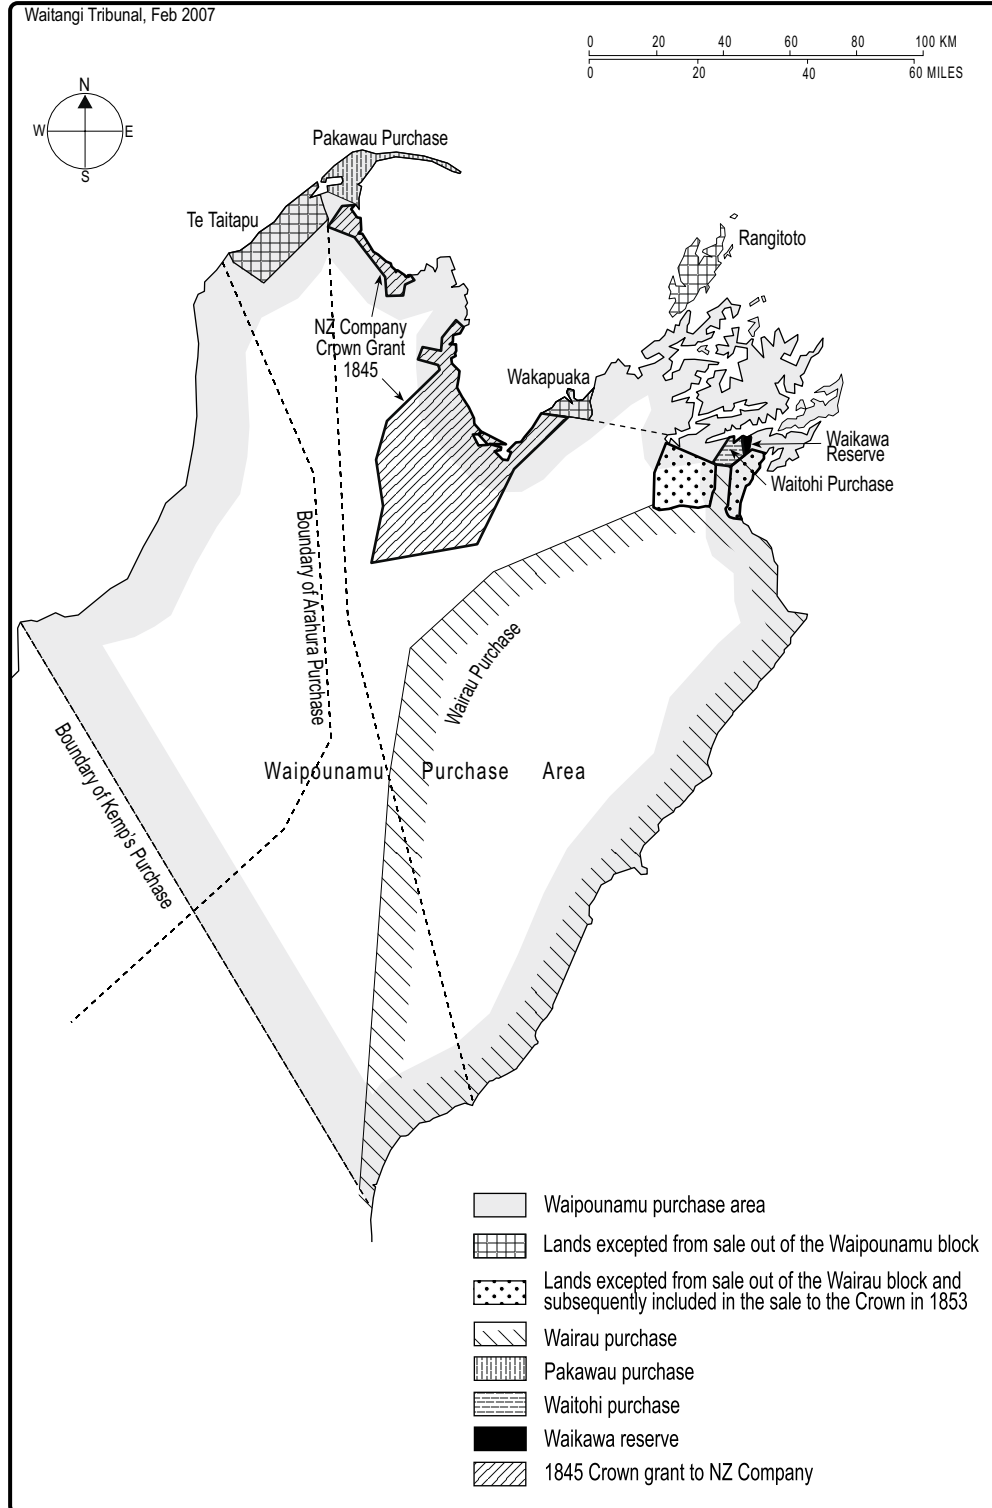 Waitangi Tribunal, Feb 2007
0 20 40 60 80 100 KM
0 20 40 60 MILES
N
W E
S
Pakawau Purchase
Te Taitapu
Rangitoto
NZ Company
Crown Grant
1845
Wakapuaka
Waikawa
Reserve
Waitohi Purchase
Boundary of Arahura Purchase
Wairau Purchase
Boundary of Kemp's Purchase
Waipounamu Purchase Area
Waipounamu purchase area
Lands excepted from sale out of the Waipounamu block
Lands excepted from sale out of the Wairau block and
subsequently included in the sale to the Crown in 1853
Wairau purchase
Pakawau purchase
Waitohi purchase
Waikawa reserve
1845 Crown grant to NZ Company